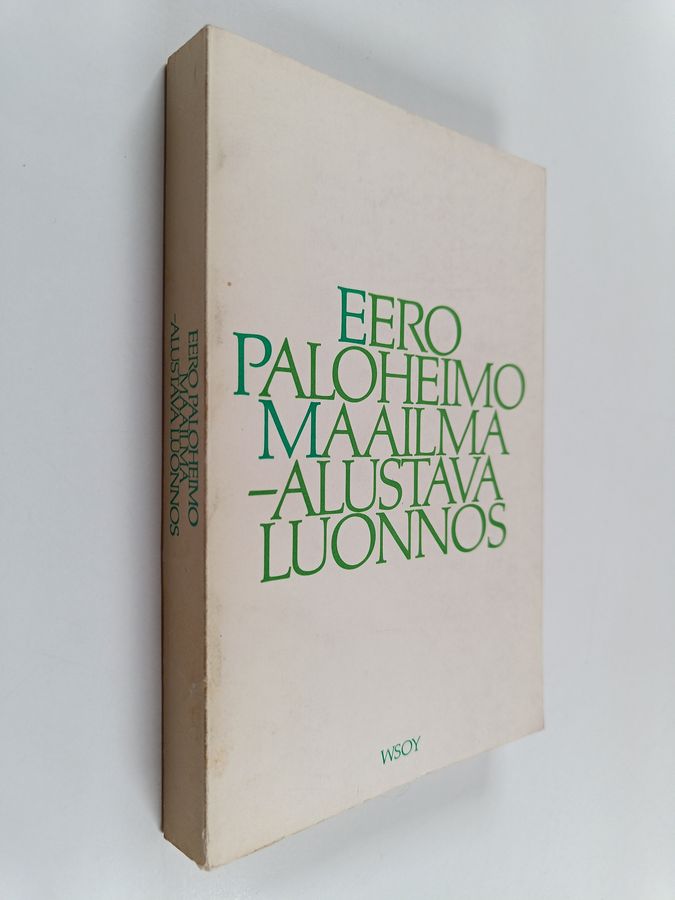 EERO
PALOHEIMO
MAAILMA
–ALUSTAVA
LUONNOS
WSOY
EERO PALOHEIMO
MAAILMA
–ALUSTAVA LUONNOS